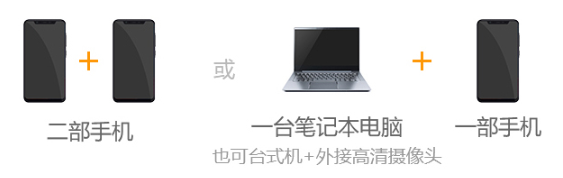 +
或
+
二部手机
一台笔记本电脑
一部手机
也可台式机+外接高清摄像头